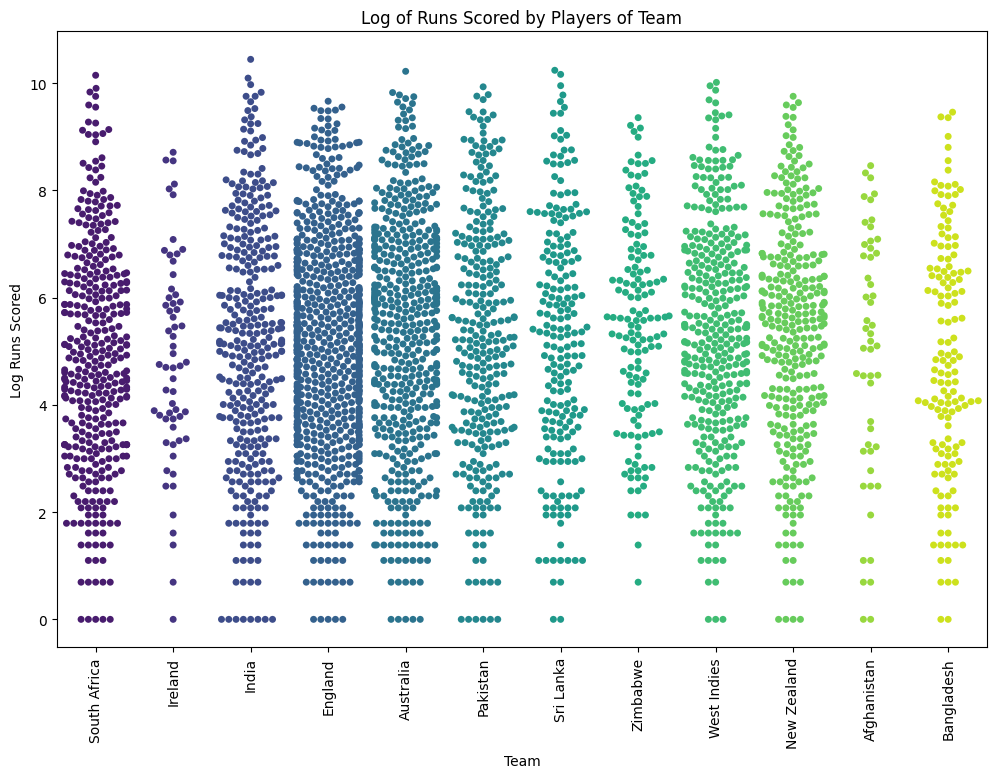 Log of Runs Scored by Players of Team
Log Runs Scored
10
8
6
4
2
0
South Africa
Ireland
India
England
Australia
Pakistan
Sri Lanka
Zimbabwe
West Indies
New Zealand
Afghanistan
Bangladesh
Team